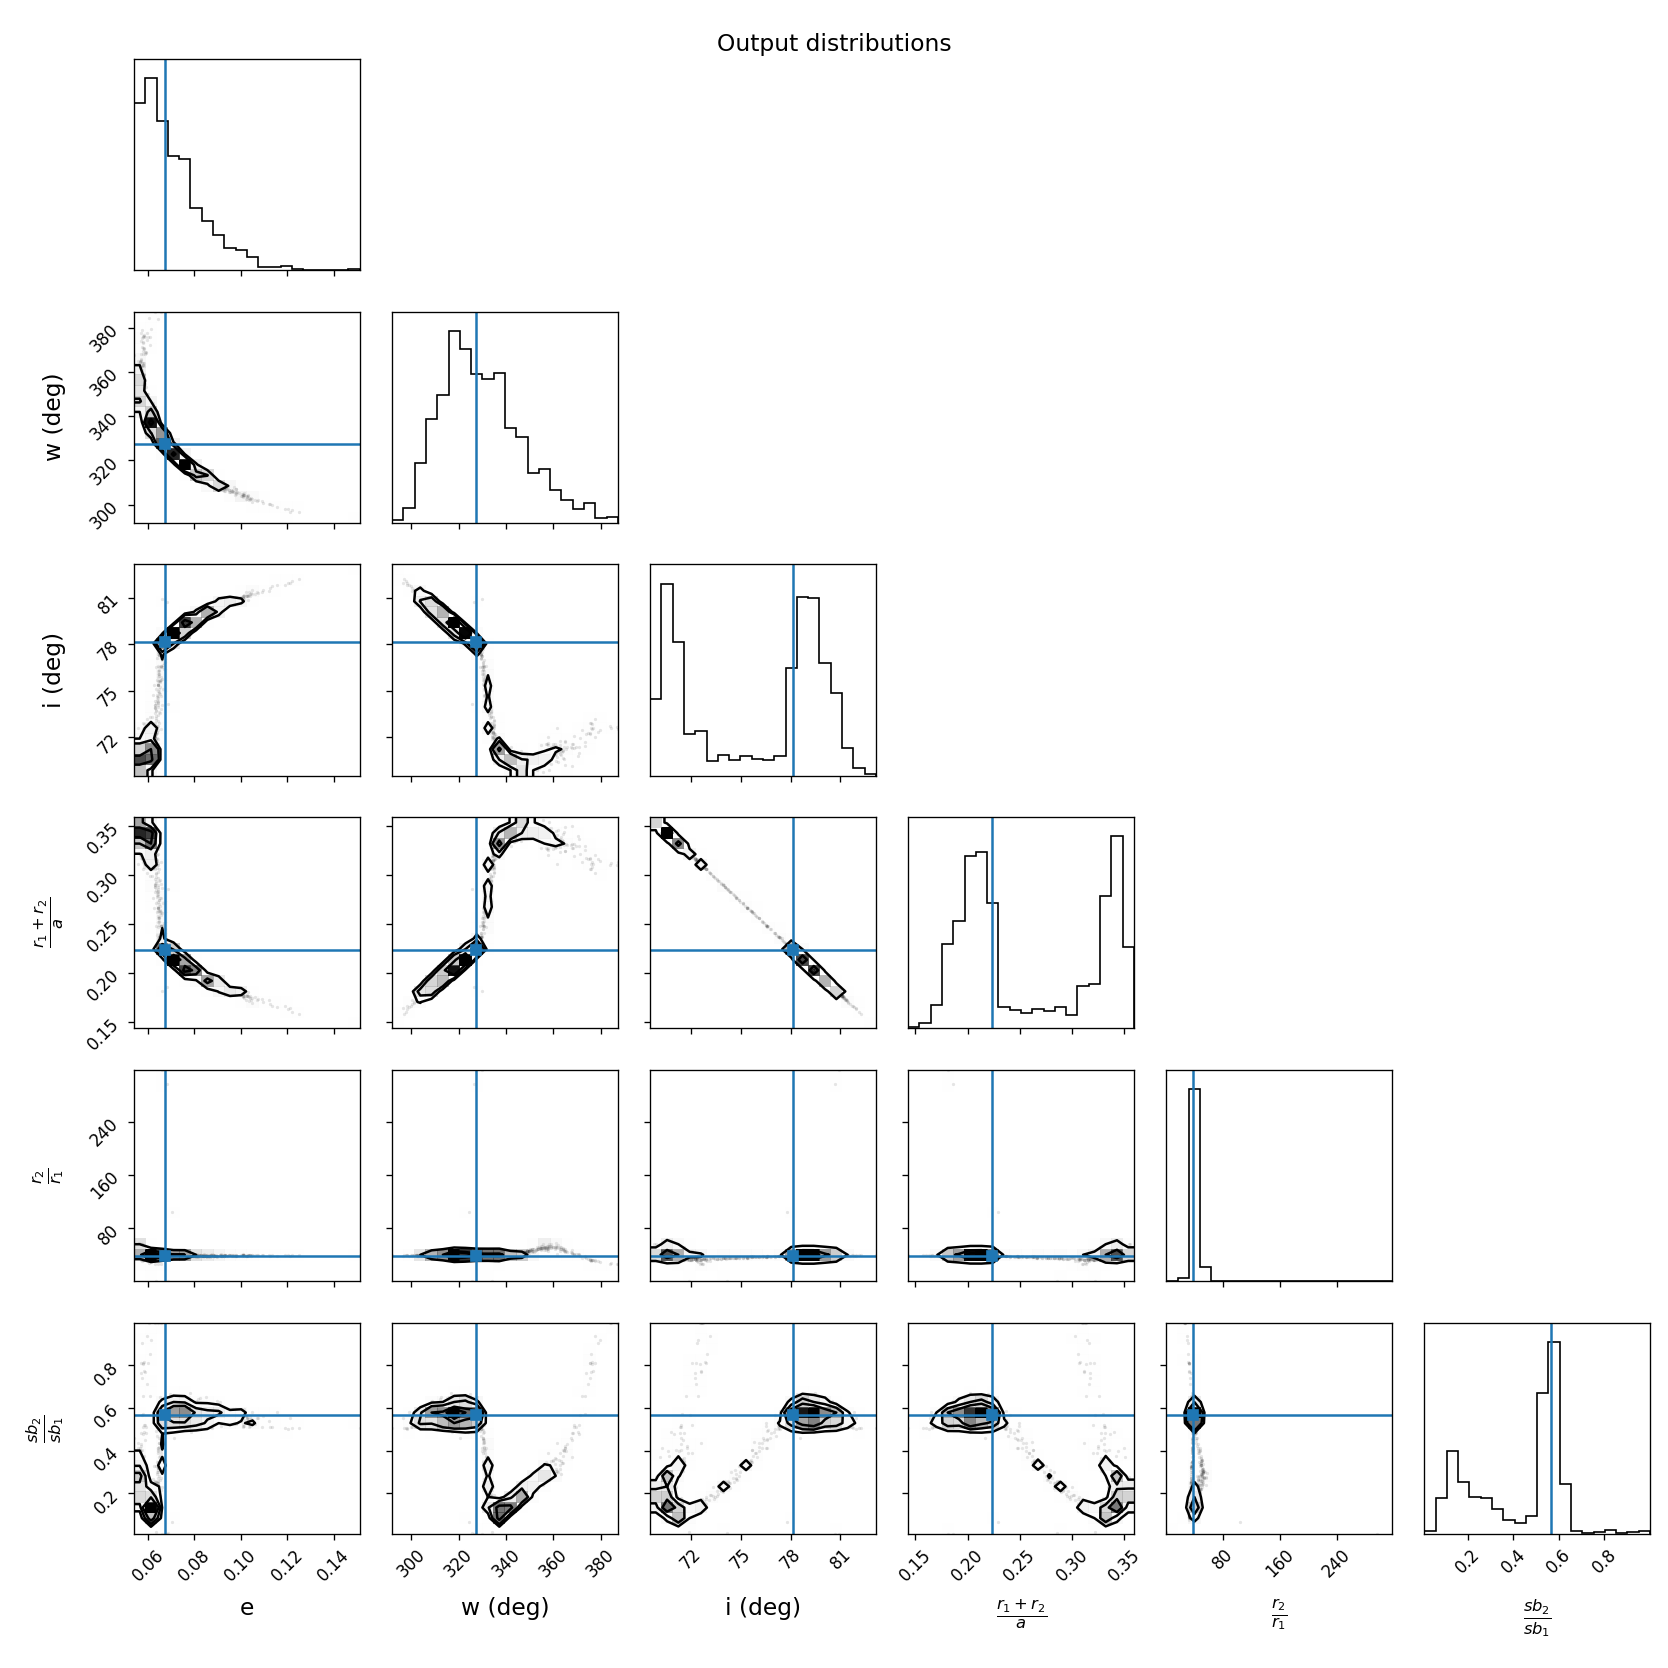 Output distributions
w (deg)
380
360
340
320
300
i (deg)
81
78
75
72
r₁ + r₂
a
0.35
0.30
0.25
0.20
0.15
r₂
r₁
240
160
80
sb₂
sb₁
0.8
0.6
0.4
0.2
0.06 0.08 0.10 0.12 0.14 300 320 340 360 380 72 75 78 81 0.15 0.20 0.25 0.30 0.35 80 160 240 0.2 0.4 0.6 0.8
e w (deg) i (deg) r₁ + r₂ r₂ sb₂
a r₁ sb₁